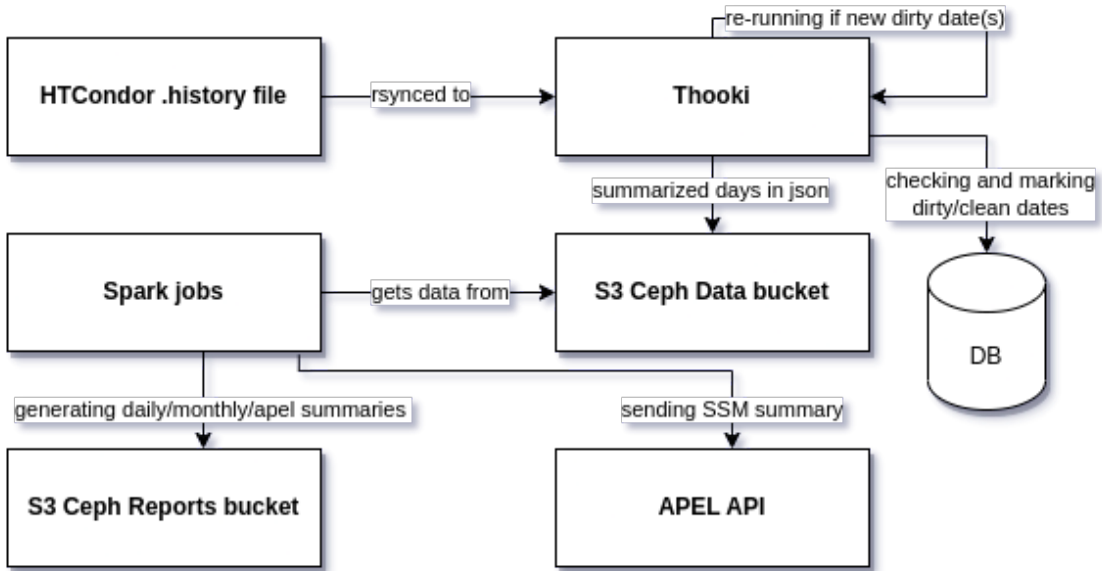 re-running if new dirty date(s)
HTCondor .history file
rsynced to
Thooki
summarized days in json
checking and marking
dirty/clean dates
Spark jobs
gets data from
S3 Ceph Data bucket
DB
generating daily/monthly/apel summaries
sending SSM summary
S3 Ceph Reports bucket
APEL API